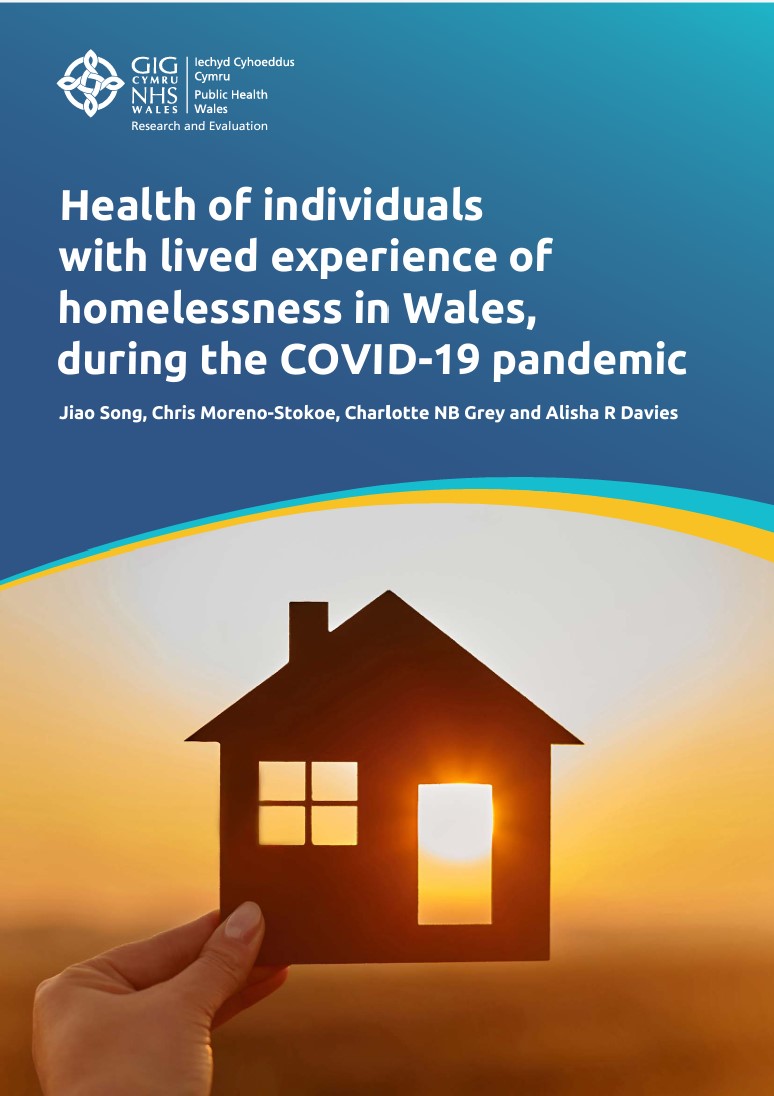 GIG
CYMRU
NHS
WALES
Iechyd Cyhoeddus
Cymru
Public Health
Wales
Research and Evaluation
Health of individuals
with lived experience of
homelessness in Wales,
during the COVID-19 pandemic
Jiao Song, Chris Moreno-Stokoe, Charlotte NB Grey and Alisha R Davies